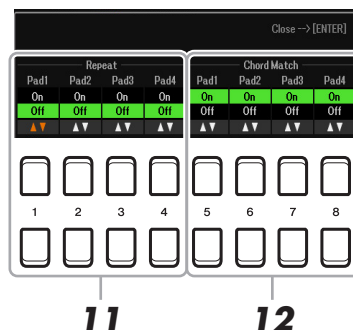 Close --> [ENTER]
Repeat Chord Match
Pad1 Pad2 Pad3 Pad4 Pad1 Pad2 Pad3 Pad4
On On On On On On On On
Off Off Off Off Off Off Off Off
1 2 3 4 5 6 7 8
11 12